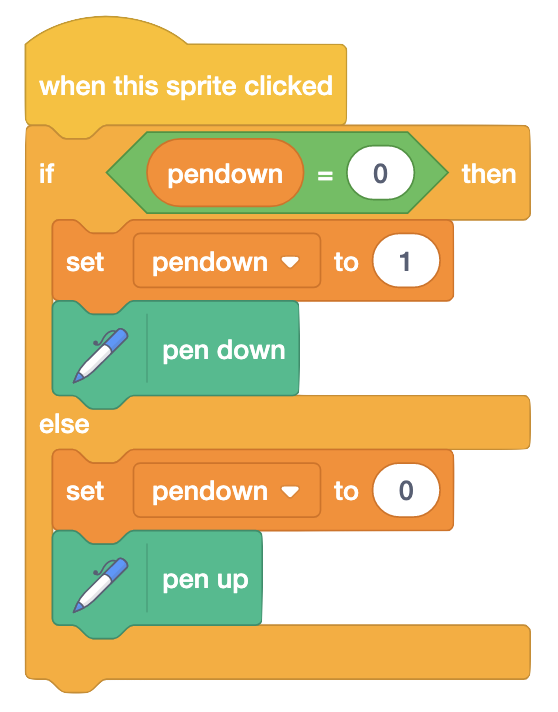 when this sprite clicked
if pendown = 0 then
set pendown to 1
pen down
else
set pendown to 0
pen up